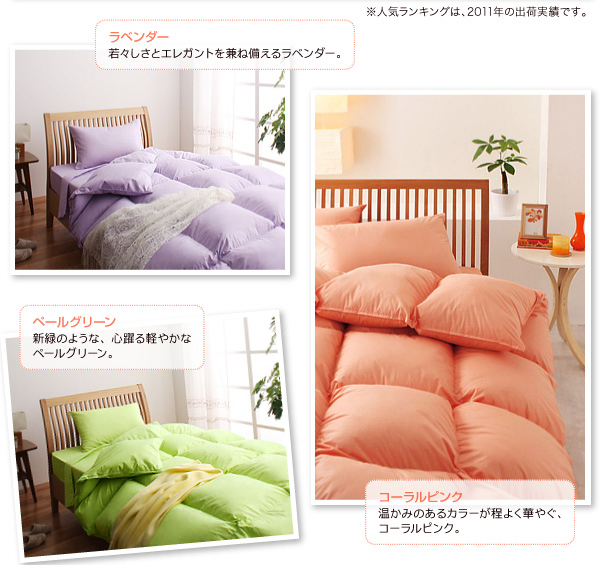 ※人気ランキングは、2011年の出荷実績です。
ラベンダー
若々しさとエレガントを兼ね備えるラベンダー。
ペールグリーン
新緑のような、心躍る軽やかな
ペールグリーン。
コーラルピンク
温かみのあるカラーが程よく華やぐ、
コーラルピンク。